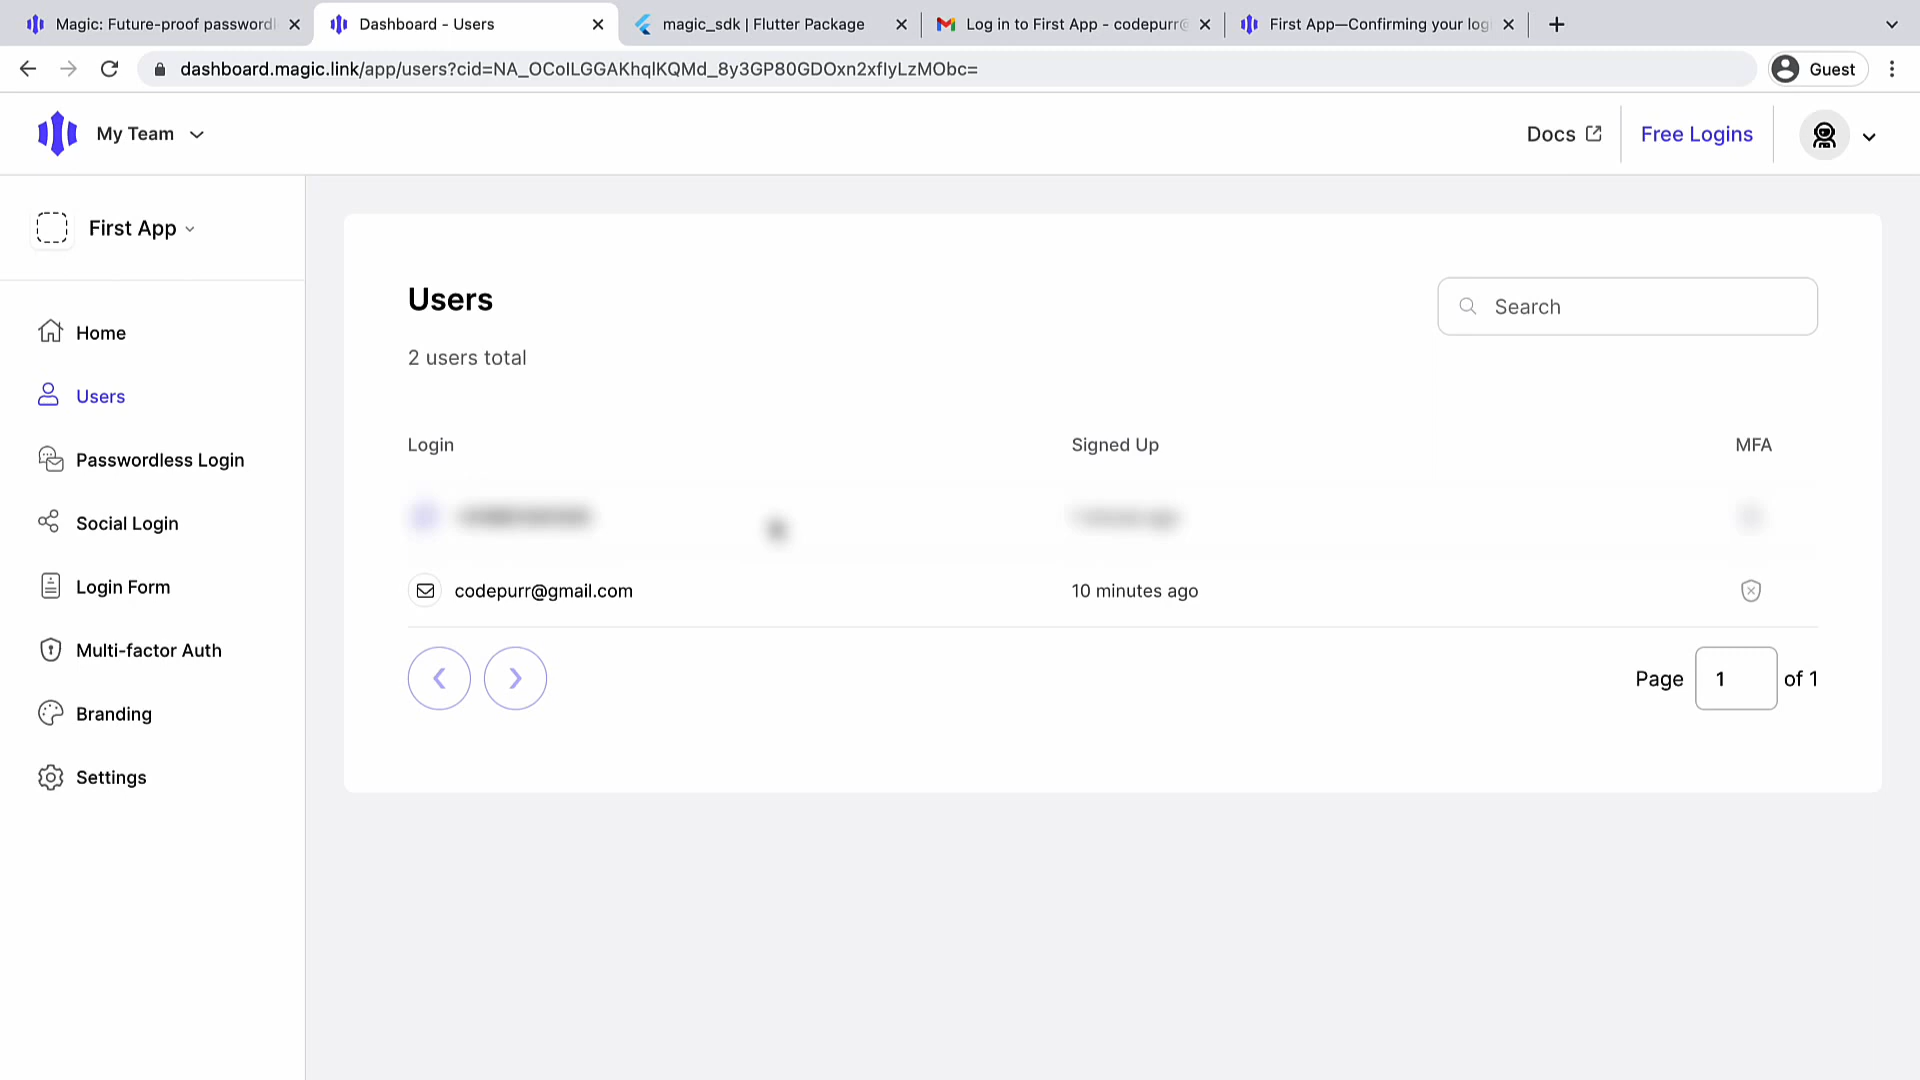 Magic: Future-proof password
Dashboard - Users
magic_sdk | Flutter Package
Log in to First App - codepurr@
First App—Confirming your log
dashboard.magic.link/app/users?cid=NA_OCoILGGAKhqIKQMd_8y3GP80GDOxn2xfIyLzMObc=
Guest
My Team
Docs
Free Logins
First App
Home
Users
Passwordless Login
Social Login
Login Form
Multi-factor Auth
Branding
Settings
Users
Search
2 users total
Login
Signed Up
MFA
codepurr@gmail.com
10 minutes ago
Page 1 of 1